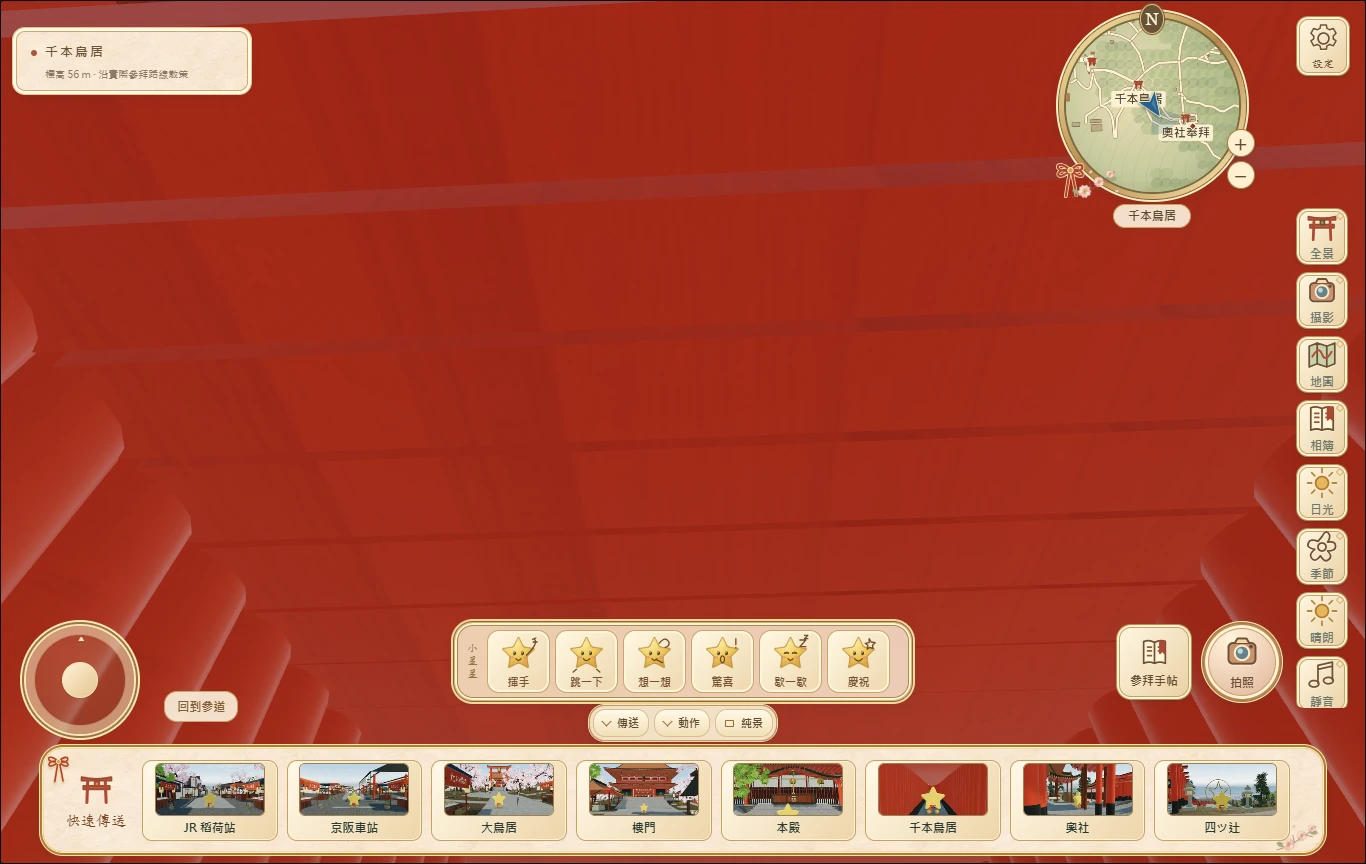 千本鳥居
標高 56 m · 沿實際參拜路線散策
N
千本鳥居
奧社奉拜
+
−
千本鳥居
設定
全景
攝影
地圖
相簿
日光
季節
晴朗
靜音
小星星
揮手
跳一下
想一想
驚喜
歇一歇
慶祝
參拜手帖
拍照
回到參道
傳送
動作
純景
快速傳送
JR 稻荷站
京阪車站
大鳥居
樓門
本殿
千本鳥居
奧社
四ツ辻